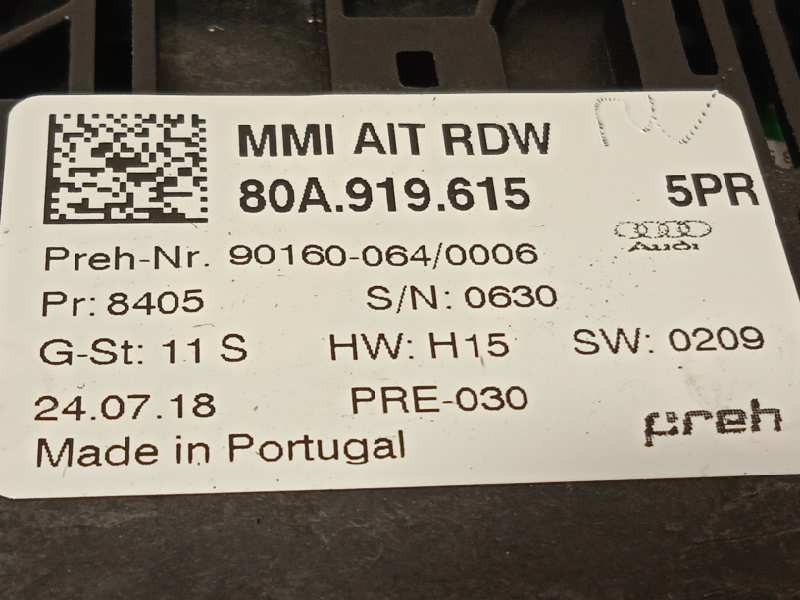 MMI AIT RDW
80A.919.615 5PR
Audi
Preh-Nr. 90160-064/0006
Pr: 8405 S/N: 0630
G-St: 11 S HW: H15 SW: 0209
24.07.18 PRE-030
preh
Made in Portugal